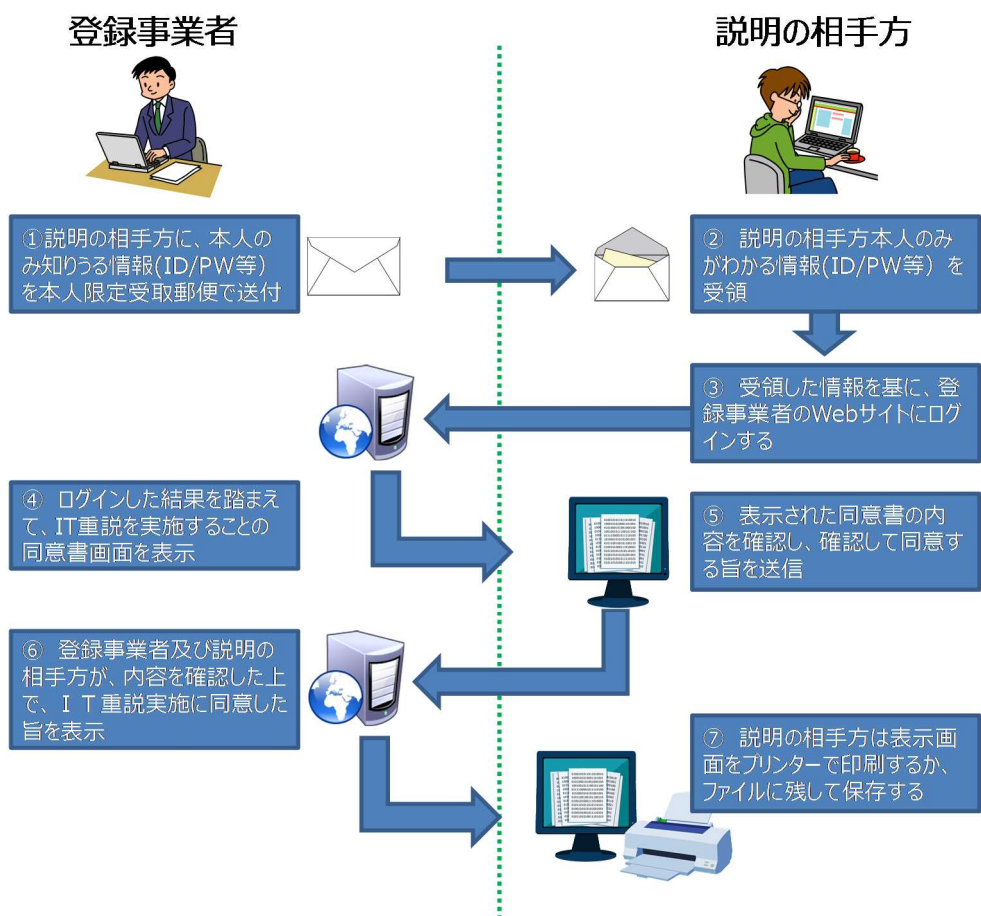 登録事業者
説明の相手方
①説明の相手方に、本人の
み知りうる情報(ID/PW等)
を本人限定受取郵便で送付
② 説明の相手方本人のみ
がわかる情報(ID/PW等) を
受領
③ 受領した情報を基に、登
録事業者のWebサイトにログ
インする
④ ログインした結果を踏まえ
て、IT重説を実施することの
同意書画面を表示
⑤ 表示された同意書の内
容を確認し、確認して同意す
る旨を送信
⑥ 登録事業者及び説明の
相手方が、内容を確認した上
で、ＩＴ重説実施に同意した
旨を表示
⑦ 説明の相手方は表示画
面をプリンターで印刷するか、
ファイルに残して保存する